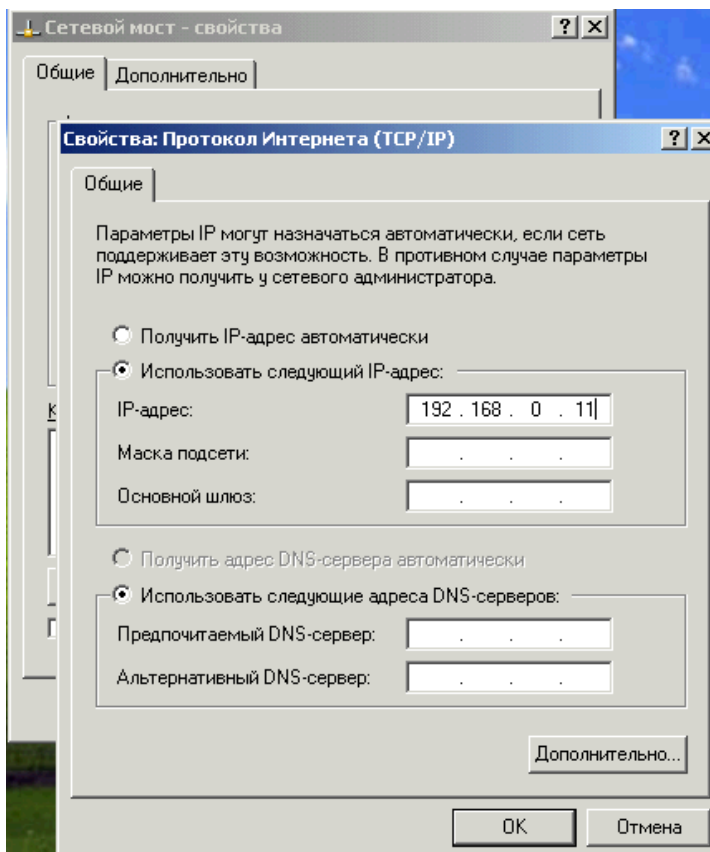 Сетевой мост - свойства
Общие
Дополнительно
Свойства: Протокол Интернета (TCP/IP)
Общие
Параметры IP могут назначаться автоматически, если сеть
поддерживает эту возможность. В противном случае параметры
IP можно получить у сетевого администратора.
Получить IP-адрес автоматически
Использовать следующий IP-адрес:
IP-адрес: 192 . 168 . 0 . 11
Маска подсети: . . .
Основной шлюз: . . .
Получить адрес DNS-сервера автоматически
Использовать следующие адреса DNS-серверов:
Предпочитаемый DNS-сервер: . . .
Альтернативный DNS-сервер: . . .
Дополнительно...
OK Отмена